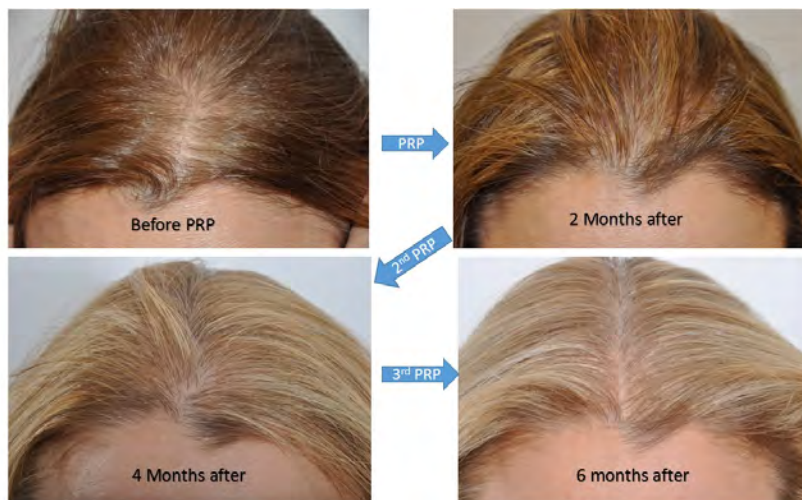 Before PRP
PRP
2 Months after
2nd PRP
4 Months after
3rd PRP
6 months after